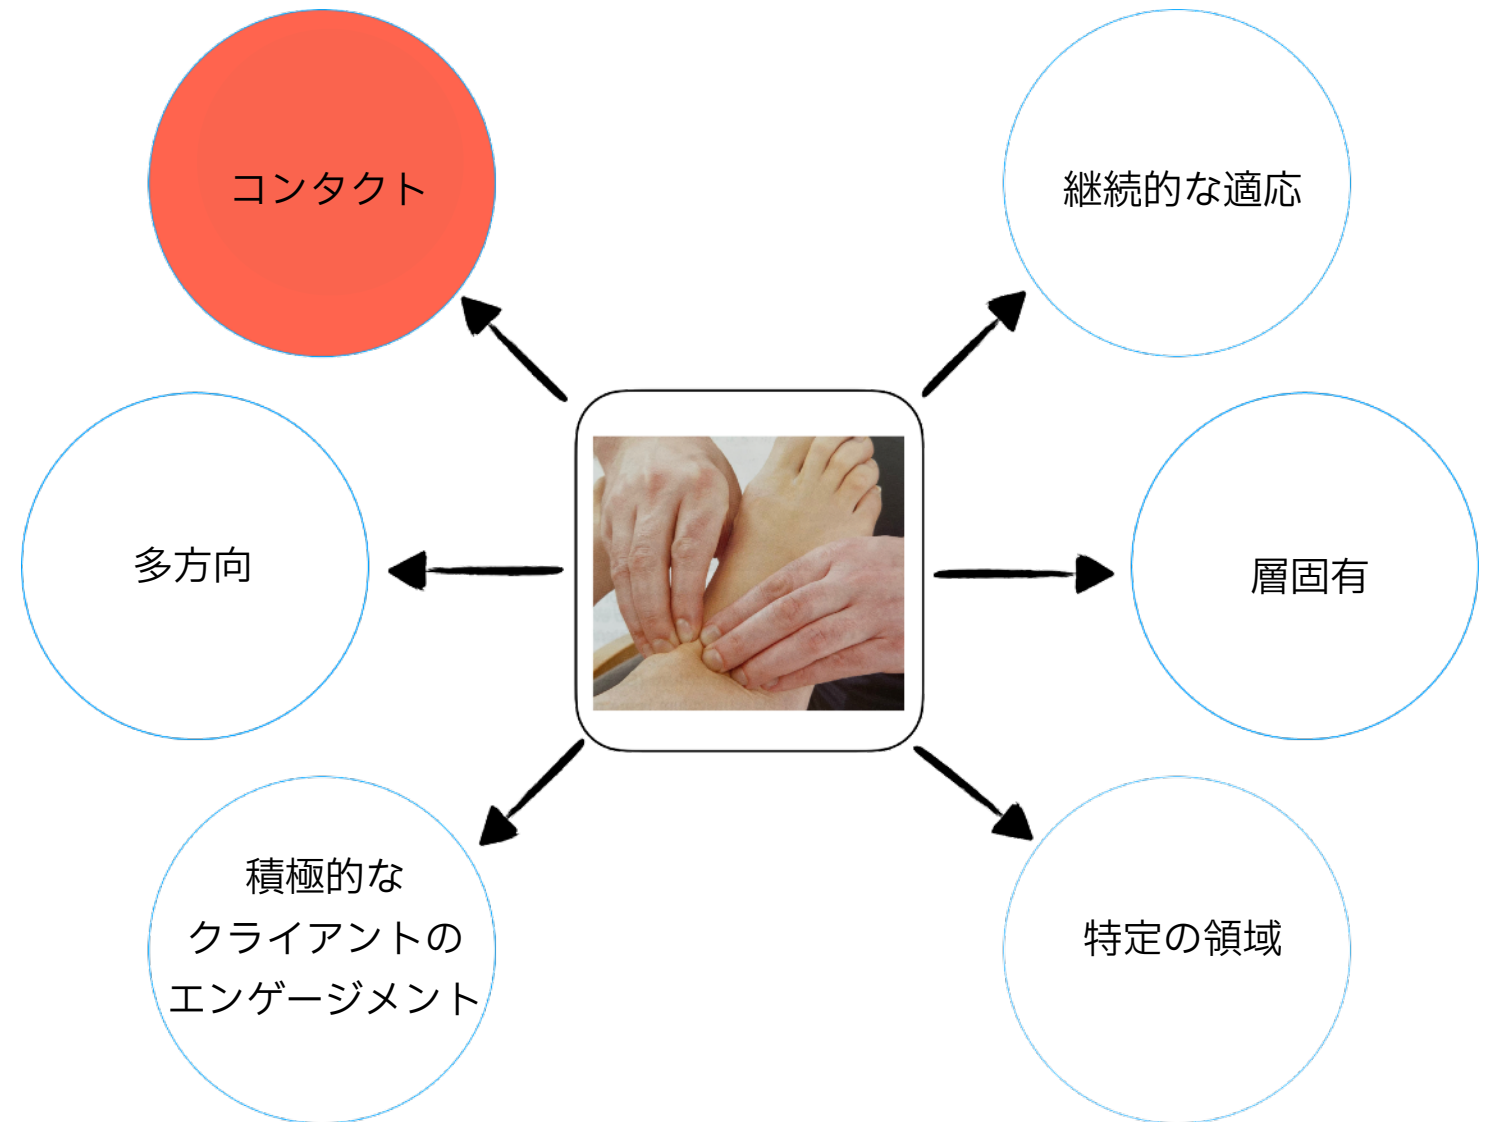 コンタクト
継続的な適応
多方向
層固有
積極的な
クライアントの
エンゲージメント
特定の領域